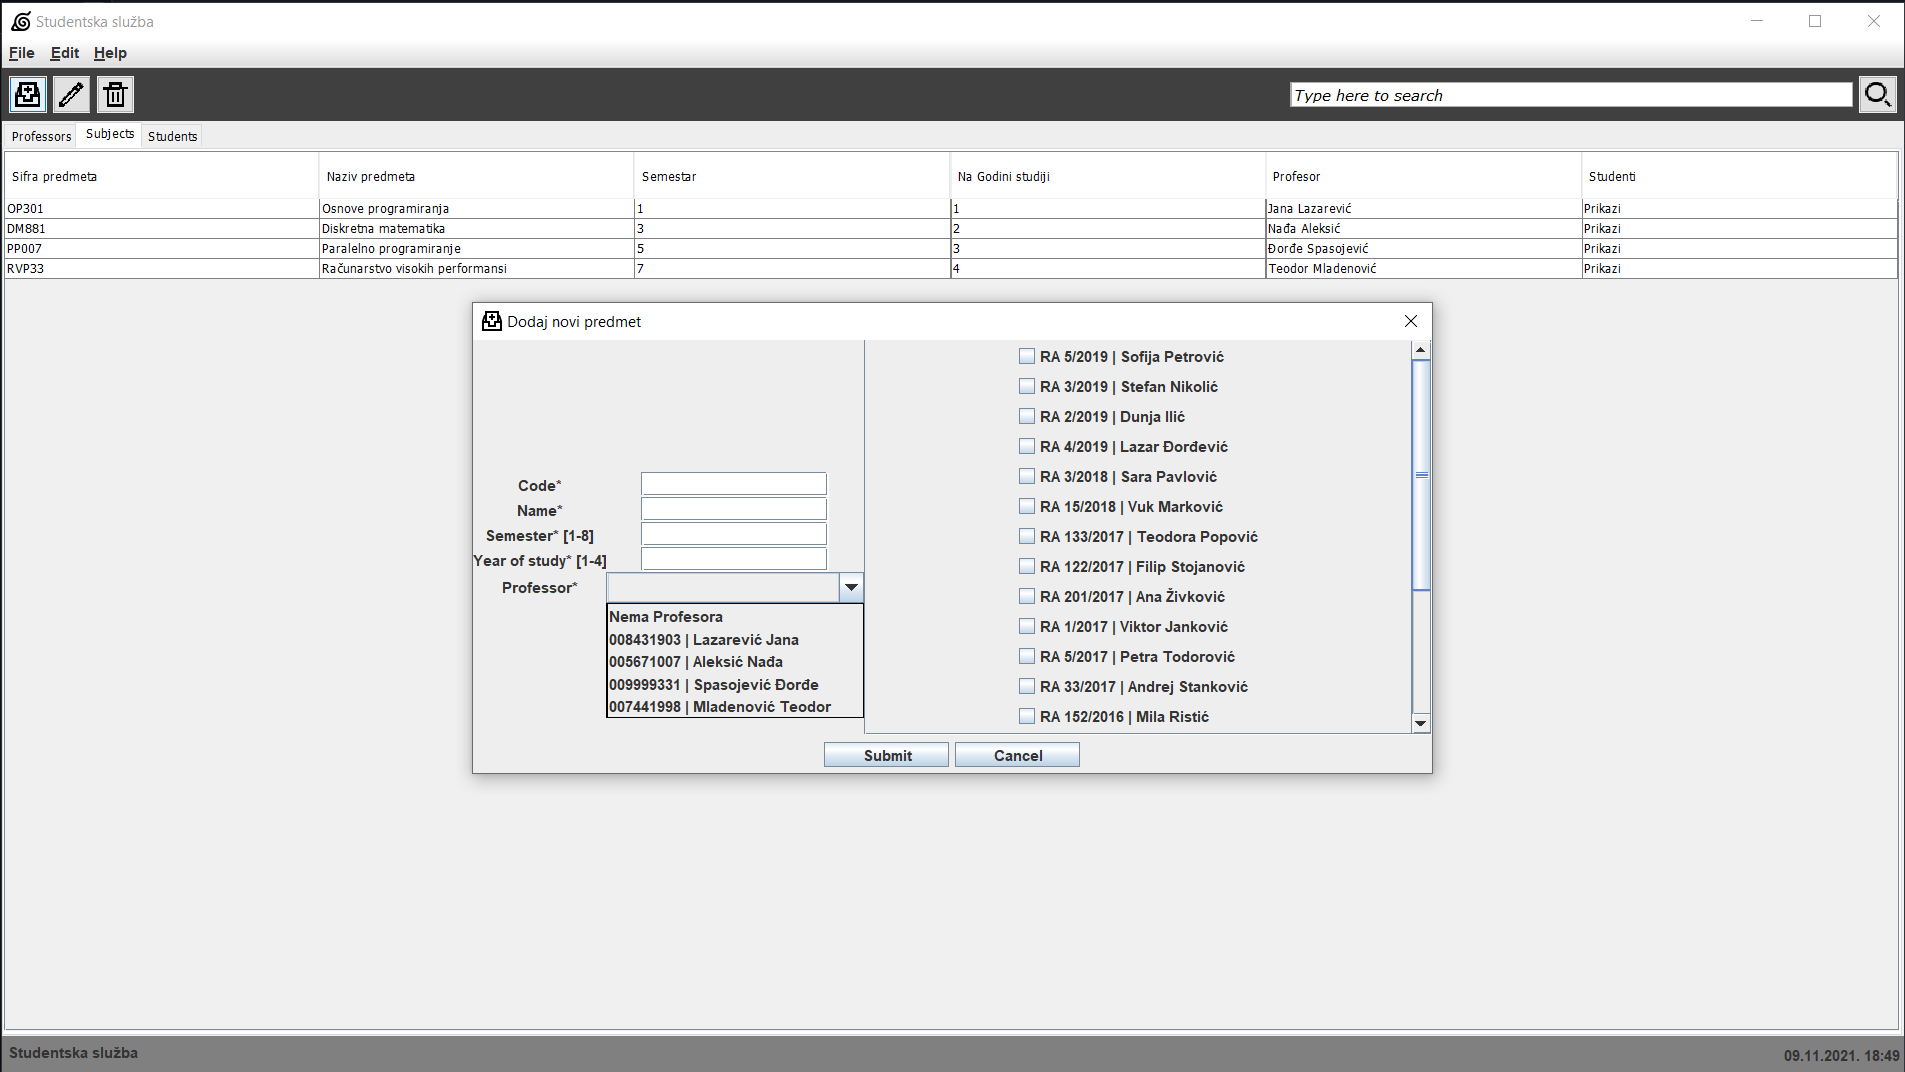 Studentska služba
File Edit Help
Type here to search
Professors Subjects Students
Sifra predmeta Naziv predmeta Semestar Na Godini studiji Profesor Studenti
OP301 Osnove programiranja 1 1 Jana Lazarević Prikazi
DM881 Diskretna matematika 3 2 Nađa Aleksić Prikazi
PP007 Paralelno programiranje 5 3 Đorđe Spasojević Prikazi
RVP33 Računarstvo visokih performansi 7 4 Teodor Mladenović Prikazi
Dodaj novi predmet
Code*
Name*
Semester* [1-8]
Year of study* [1-4]
Professor*
Nema Profesora
008431903 | Lazarević Jana
005671007 | Aleksić Nađa
009999331 | Spasojević Đorđe
007441998 | Mladenović Teodor
RA 5/2019 | Sofija Petrović
RA 3/2019 | Stefan Nikolić
RA 2/2019 | Dunja Ilić
RA 4/2019 | Lazar Đorđević
RA 3/2018 | Sara Pavlović
RA 15/2018 | Vuk Marković
RA 133/2017 | Teodora Popović
RA 122/2017 | Filip Stojanović
RA 201/2017 | Ana Živković
RA 1/2017 | Viktor Janković
RA 5/2017 | Petra Todorović
RA 33/2017 | Andrej Stanković
RA 152/2016 | Mila Ristić
Submit Cancel
Studentska služba
09.11.2021. 18:49